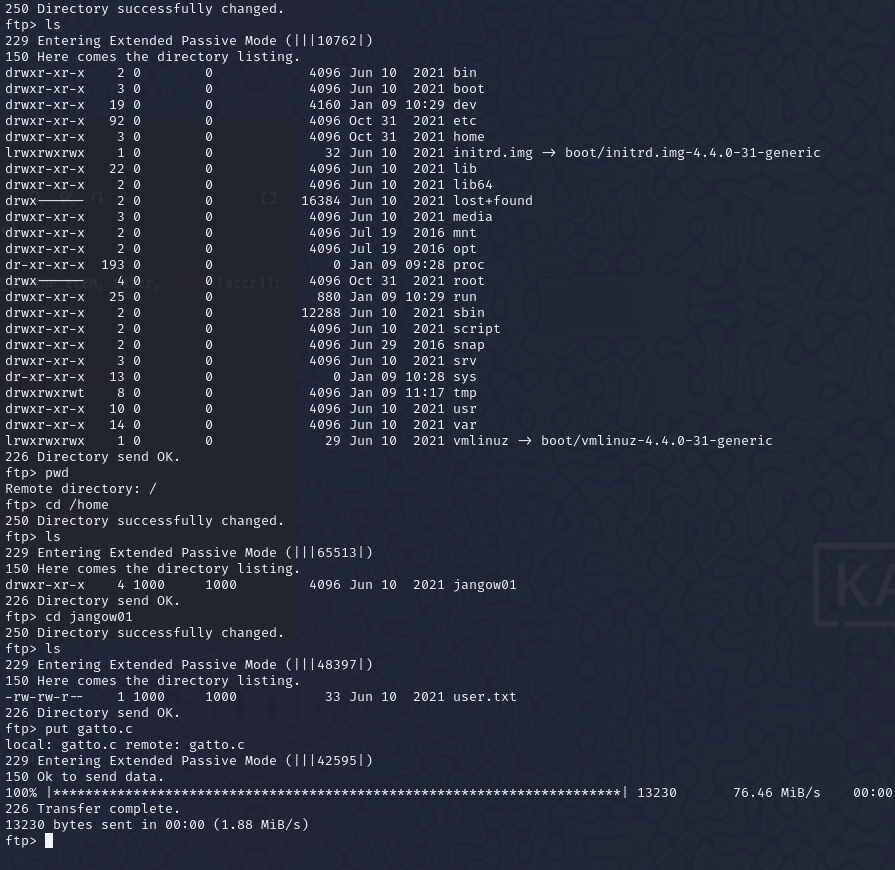 250 Directory successfully changed.
ftp> ls
229 Entering Extended Passive Mode (|||10762|)
150 Here comes the directory listing.
drwxr-xr-x    2 0        0            4096 Jun 10  2021 bin
drwxr-xr-x    3 0        0            4096 Jun 10  2021 boot
drwxr-xr-x   19 0        0            4160 Jan 09 10:29 dev
drwxr-xr-x   92 0        0            4096 Oct 31  2021 etc
drwxr-xr-x    3 0        0            4096 Oct 31  2021 home
lrwxrwxrwx    1 0        0              32 Jun 10  2021 initrd.img -> boot/initrd.img-4.4.0-31-generic
drwxr-xr-x   22 0        0            4096 Jun 10  2021 lib
drwxr-xr-x    2 0        0            4096 Jun 10  2021 lib64
drwx------    2 0        0           16384 Jun 10  2021 lost+found
drwxr-xr-x    3 0        0            4096 Jun 10  2021 media
drwxr-xr-x    2 0        0            4096 Jul 19  2016 mnt
drwxr-xr-x    2 0        0            4096 Jul 19  2016 opt
dr-xr-xr-x  193 0        0               0 Jan 09 09:28 proc
drwx------    4 0        0            4096 Oct 31  2021 root
drwxr-xr-x   25 0        0             880 Jan 09 10:29 run
drwxr-xr-x    2 0        0           12288 Jun 10  2021 sbin
drwxr-xr-x    2 0        0            4096 Jun 10  2021 script
drwxr-xr-x    2 0        0            4096 Jun 29  2016 snap
drwxr-xr-x    3 0        0            4096 Jun 10  2021 srv
dr-xr-xr-x   13 0        0               0 Jan 09 10:28 sys
drwxrwxrwt    8 0        0            4096 Jan 09 11:17 tmp
drwxr-xr-x   10 0        0            4096 Jun 10  2021 usr
drwxr-xr-x   14 0        0            4096 Jun 10  2021 var
lrwxrwxrwx    1 0        0              29 Jun 10  2021 vmlinuz -> boot/vmlinuz-4.4.0-31-generic
226 Directory send OK.
ftp> pwd
Remote directory: /
ftp> cd /home
250 Directory successfully changed.
ftp> ls
229 Entering Extended Passive Mode (|||65513|)
150 Here comes the directory listing.
drwxr-xr-x    4 1000     1000         4096 Jun 10  2021 jangow01
226 Directory send OK.
ftp> cd jangow01
250 Directory successfully changed.
ftp> ls
229 Entering Extended Passive Mode (|||48397|)
150 Here comes the directory listing.
-rw-rw-r--    1 1000     1000           33 Jun 10  2021 user.txt
226 Directory send OK.
ftp> put gatto.c
local: gatto.c remote: gatto.c
229 Entering Extended Passive Mode (|||42595|)
150 Ok to send data.
100% |***********************************************************************| 13230       76.46 MiB/s    00:00
226 Transfer complete.
13230 bytes sent in 00:00 (1.88 MiB/s)
ftp>
KA